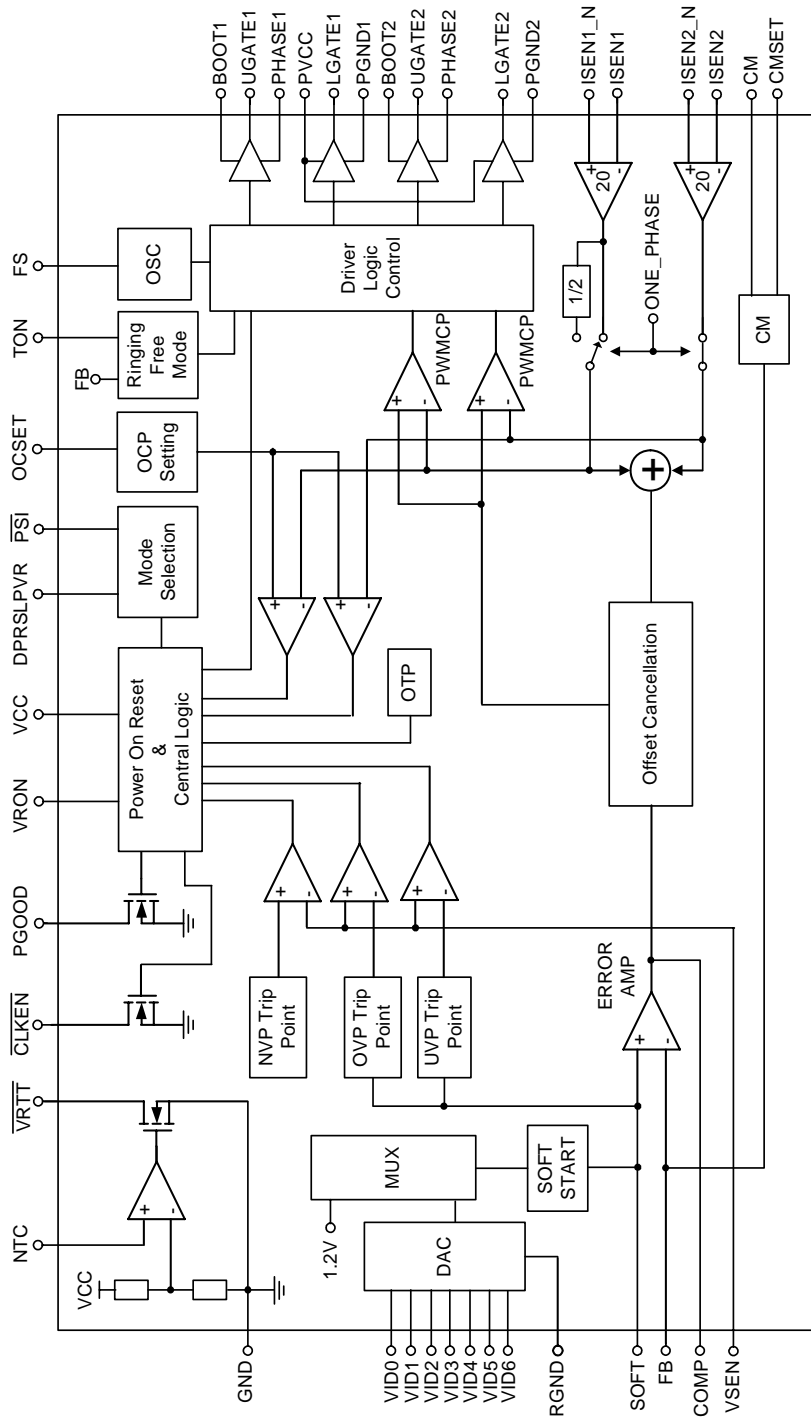 NTC
VRTT
CLKEN
PGOOD
VRON
VCC
DPRSLPVR
PSI
OCSET
TON
FS
VCC
+
-
Power On Reset
&
Central Logic
Mode
Selection
OCP
Setting
FB
Ringing
Free
Mode
OSC
BOOT1
UGATE1
PHASE1
PVCC
LGATE1
PGND1
BOOT2
UGATE2
PHASE2
LGATE2
PGND2
ISEN1_N
ISEN1
ISEN2_N
ISEN2
CM
CMSET
Driver
Logic
Control
PWMCP
+
-
PWMCP
+
-
+
-
+
-
OTP
NVP Trip
Point
OVP Trip
Point
UVP Trip
Point
+
-
+
-
+
-
1/2
ONE_PHASE
20
+
-
20
+
-
CM
+
Offset Cancellation
ERROR
AMP
+
-
MUX
1.2V
SOFT
START
DAC
GND
VID0
VID1
VID2
VID3
VID4
VID5
VID6
RGND
SOFT
FB
COMP
VSEN